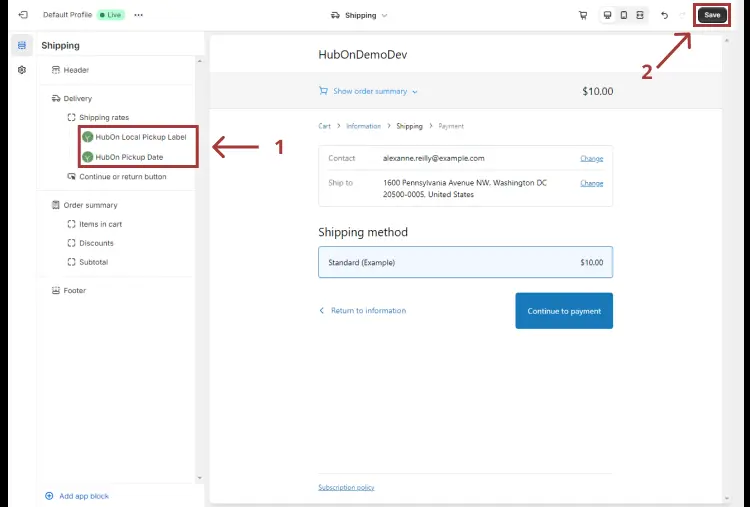 Default Profile
Live
Shipping
Save
2
Shipping
Header
Delivery
Shipping rates
HubOn Local Pickup Label
HubOn Pickup Date
Continue or return button
Order summary
Items in cart
Discounts
Subtotal
Footer
Add app block
1
HubOnDemoDev
Show order summary
$10.00
Cart > Information > Shipping > Payment
Contact alexanne.reilly@example.com Change
Ship to 1600 Pennsylvania Avenue NW, Washington DC Change
20500-0005, United States
Shipping method
Standard (Example) $10.00
Return to information
Continue to payment
Subscription policy